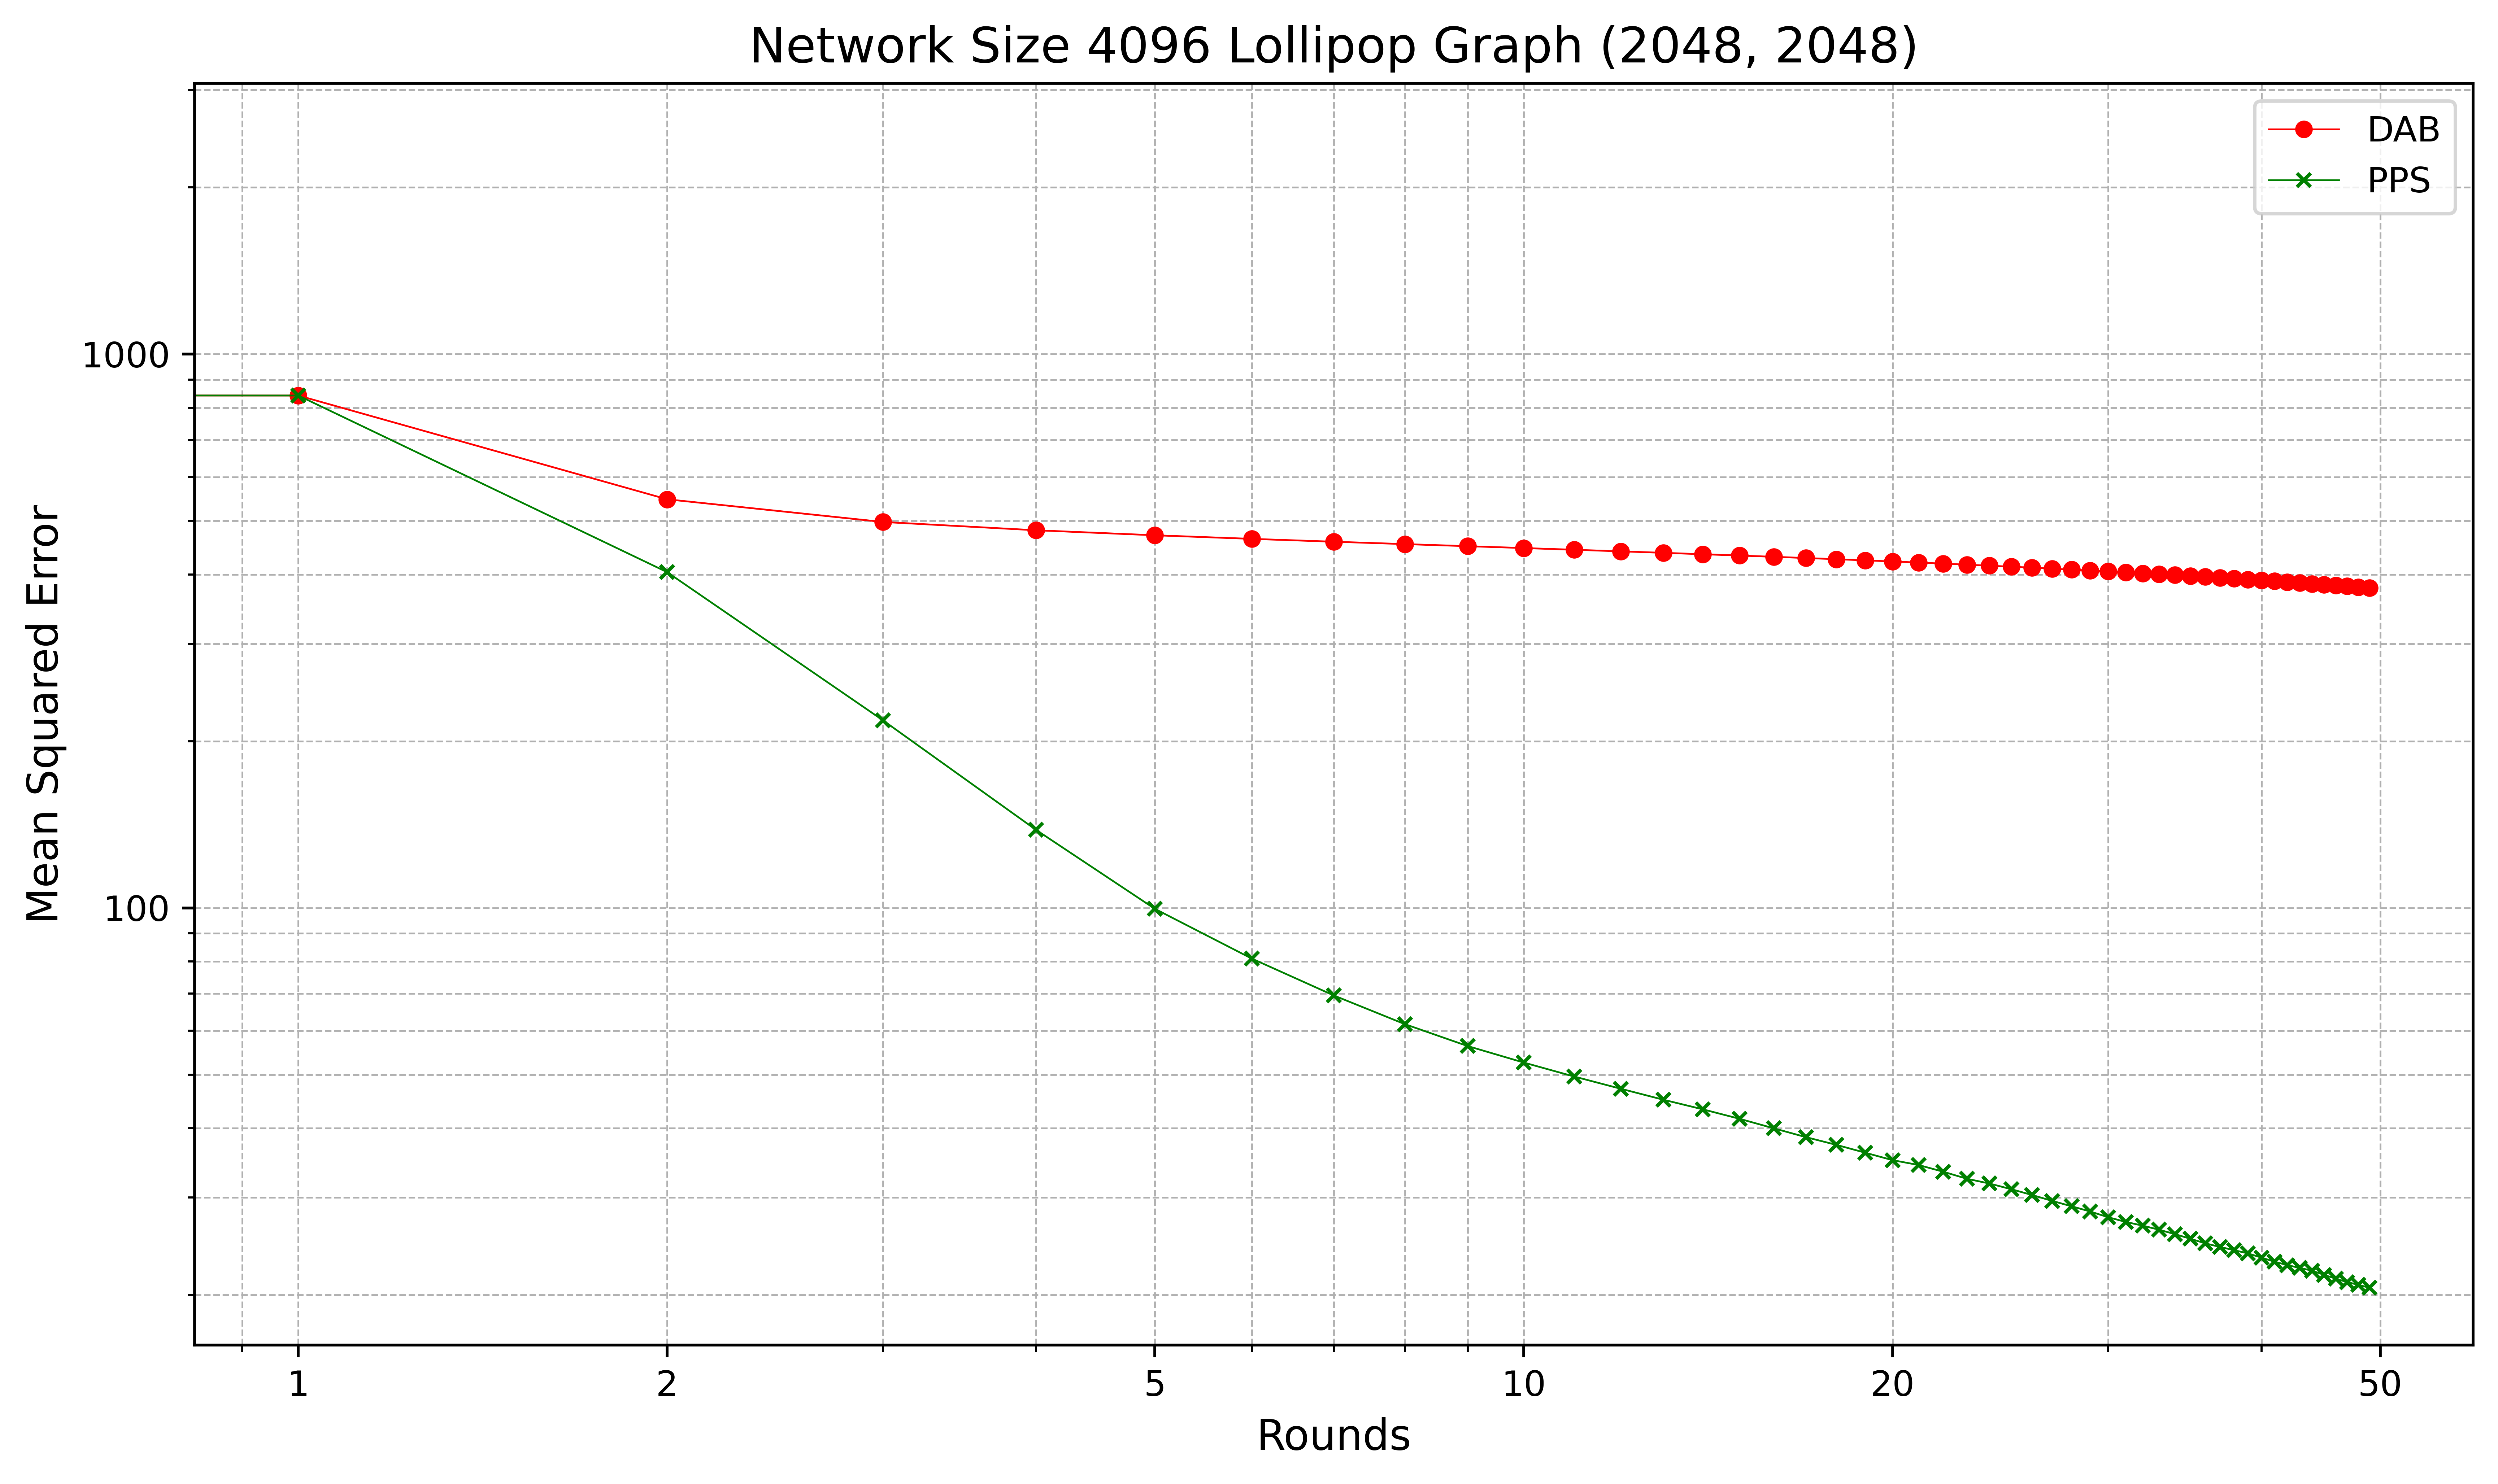 Network Size 4096 Lollipop Graph (2048, 2048)
DAB
PPS
Mean Squared Error
1000
100
1 2 5 10 20 50
Rounds